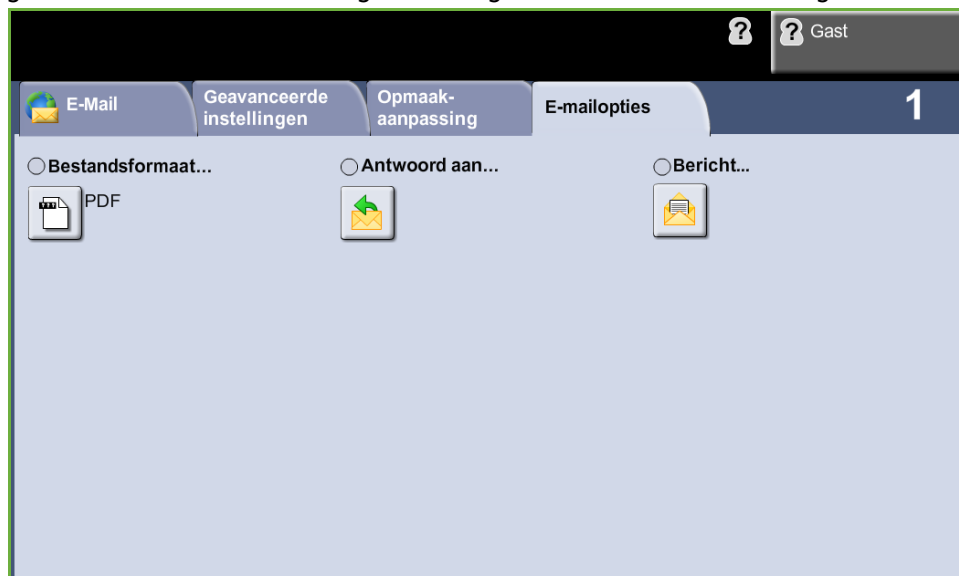 Gast
E-Mail
Geavanceerde
instellingen
Opmaak-
aanpassing
E-mailopties
1
Bestandsformaat...
Antwoord aan...
Bericht...
PDF